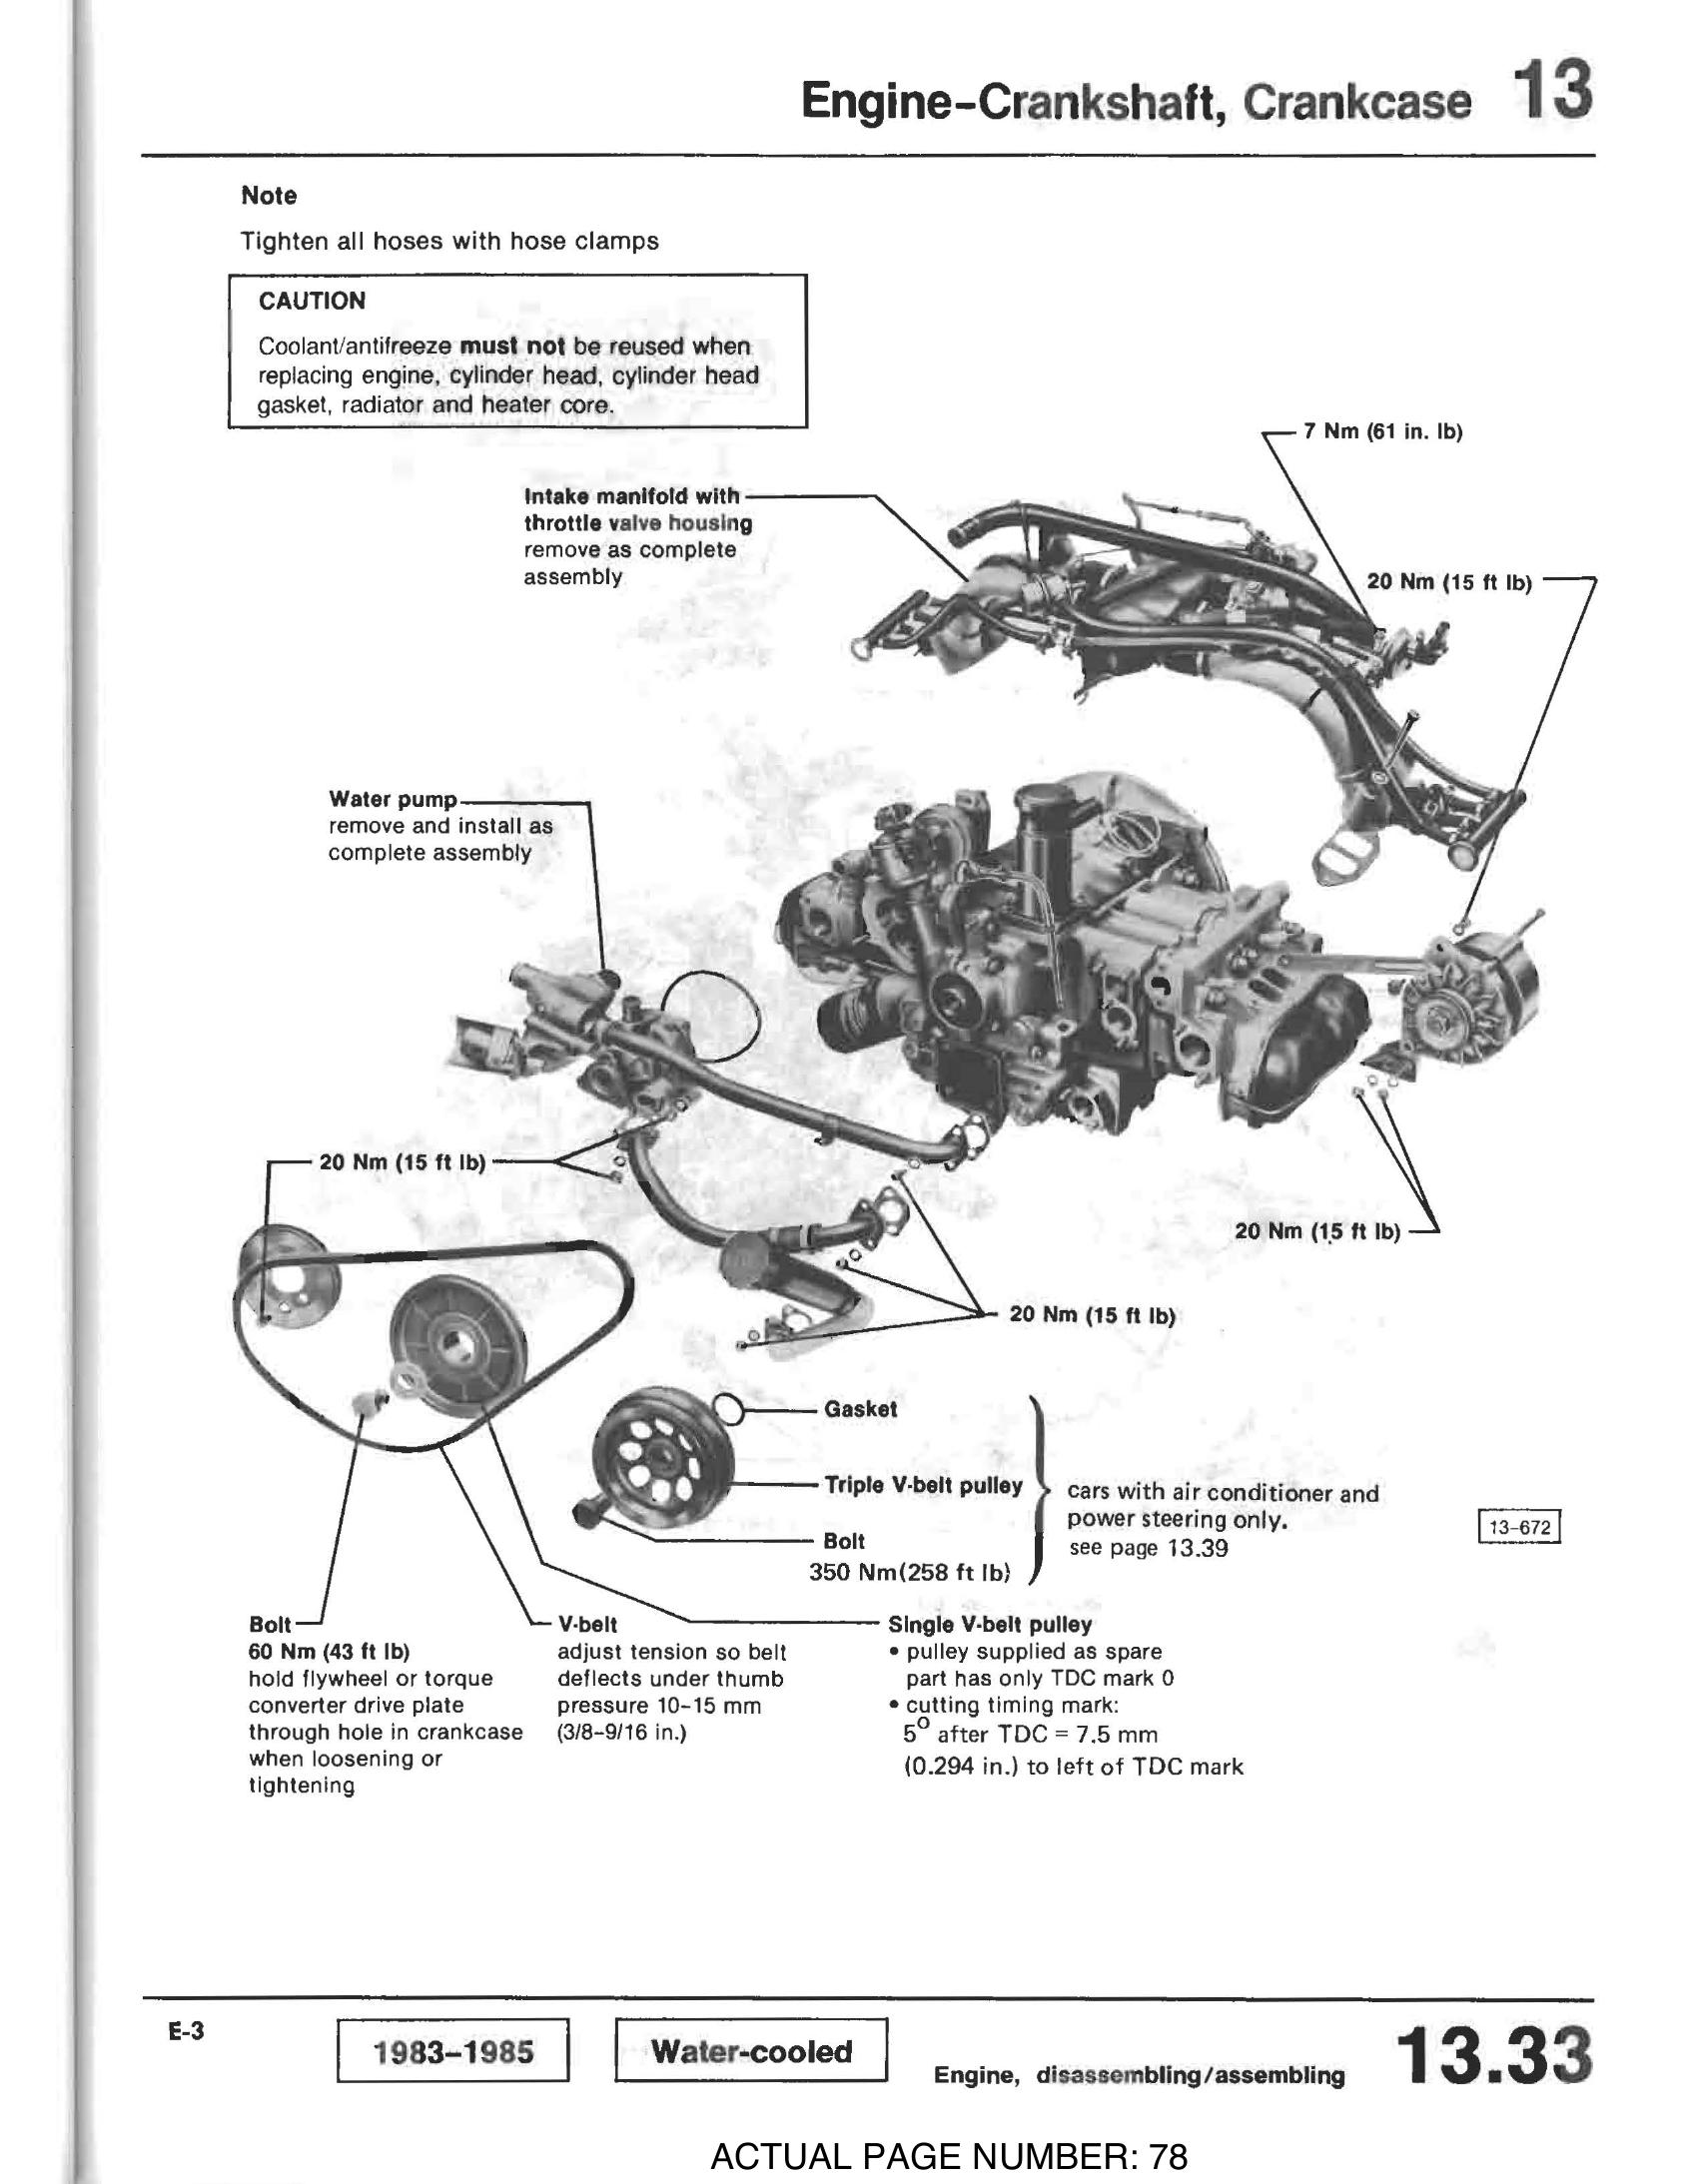 Engine-Crankshaft, Crankcase 13
Note
Tighten all hoses with hose clamps
CAUTION
Coolant/antifreeze must not be reused when
replacing engine, cylinder head, cylinder head
gasket, radiator and heater core.
7 Nm (61 in. lb)
Intake manifold with
throttle valve housing
remove as complete
assembly
20 Nm (15 ft lb)
Water pump
remove and install as
complete assembly
20 Nm (15 ft lb)
20 Nm (15 ft lb)
20 Nm (15 ft lb)
Gasket
Triple V-belt pulley
Bolt
350 Nm(258 ft lb)
cars with air conditioner and
power steering only.
see page 13.39
13-672
Bolt
60 Nm (43 ft lb)
hold flywheel or torque
converter drive plate
through hole in crankcase
when loosening or
tightening
V-belt
adjust tension so belt
deflects under thumb
pressure 10-15 mm
(3/8-9/16 in.)
Single V-belt pulley
• pulley supplied as spare
part has only TDC mark 0
• cutting timing mark:
5° after TDC = 7.5 mm
(0.294 in.) to left of TDC mark
E-3
1983-1985
Water-cooled
Engine, disassembling/assembling
13.33
ACTUAL PAGE NUMBER: 78